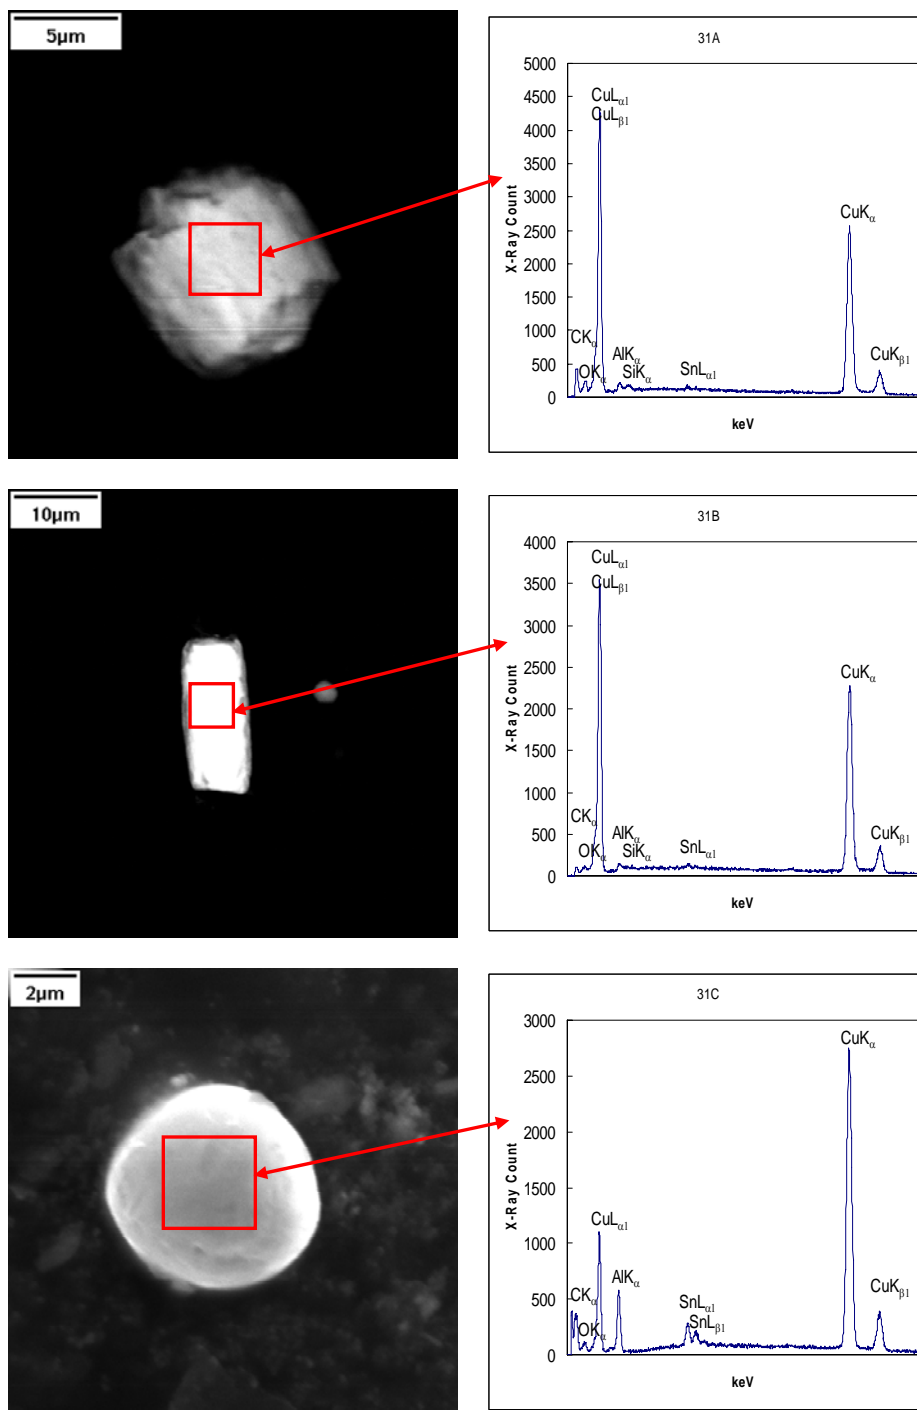 5µm
31A
5000
4500
4000
3500
3000
2500
2000
1500
1000
500
0
X-Ray Count
CuLα1
CuLβ1
CuKα
CKα
OKα
AlKα
SiKα
SnLα1
CuKβ1
keV
10µm
31B
4000
3500
3000
2500
2000
1500
1000
500
0
X-Ray Count
CuLα1
CuLβ1
CuKα
CKα
OKα
AlKα
SiKα
SnLα1
CuKβ1
keV
2µm
31C
3000
2500
2000
1500
1000
500
0
X-Ray Count
CuKα
CuLα1
CKα
OKα
AlKα
SnLα1
SnLβ1
CuKβ1
keV